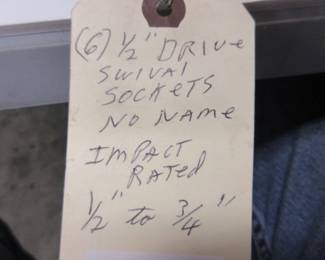 (6) 1/2" DRIVE
SWIVAl
SOCKETS
NO NAME
IMPACT
RATED
1/2" to 3/4"